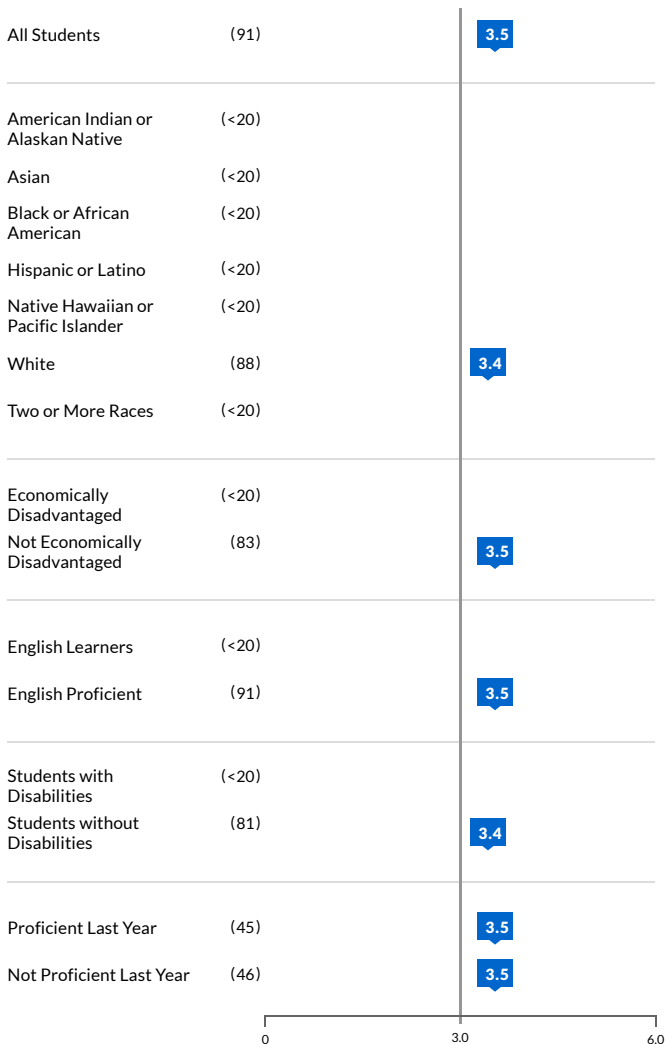 All Students (91) 3.5
American Indian or (<20)
Alaskan Native
Asian (<20)
Black or African (<20)
American
Hispanic or Latino (<20)
Native Hawaiian or (<20)
Pacific Islander
White (88) 3.4
Two or More Races (<20)
Economically (<20)
Disadvantaged
Not Economically (83) 3.5
Disadvantaged
English Learners (<20)
English Proficient (91) 3.5
Students with (<20)
Disabilities
Students without (81) 3.4
Disabilities
Proficient Last Year (45) 3.5
Not Proficient Last Year (46) 3.5
0 3.0 6.0